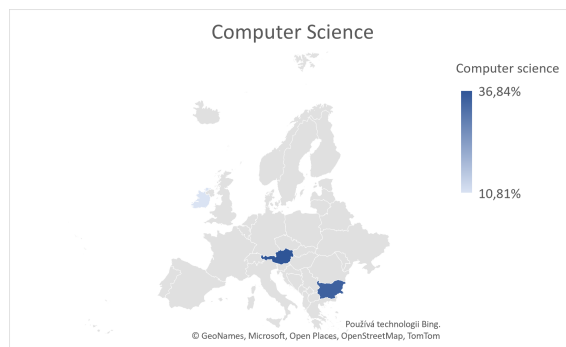 Computer Science
Computer science
36,84%
10,81%
Používá technologii Bing.
© GeoNames, Microsoft, Open Places, OpenStreetMap, TomTom